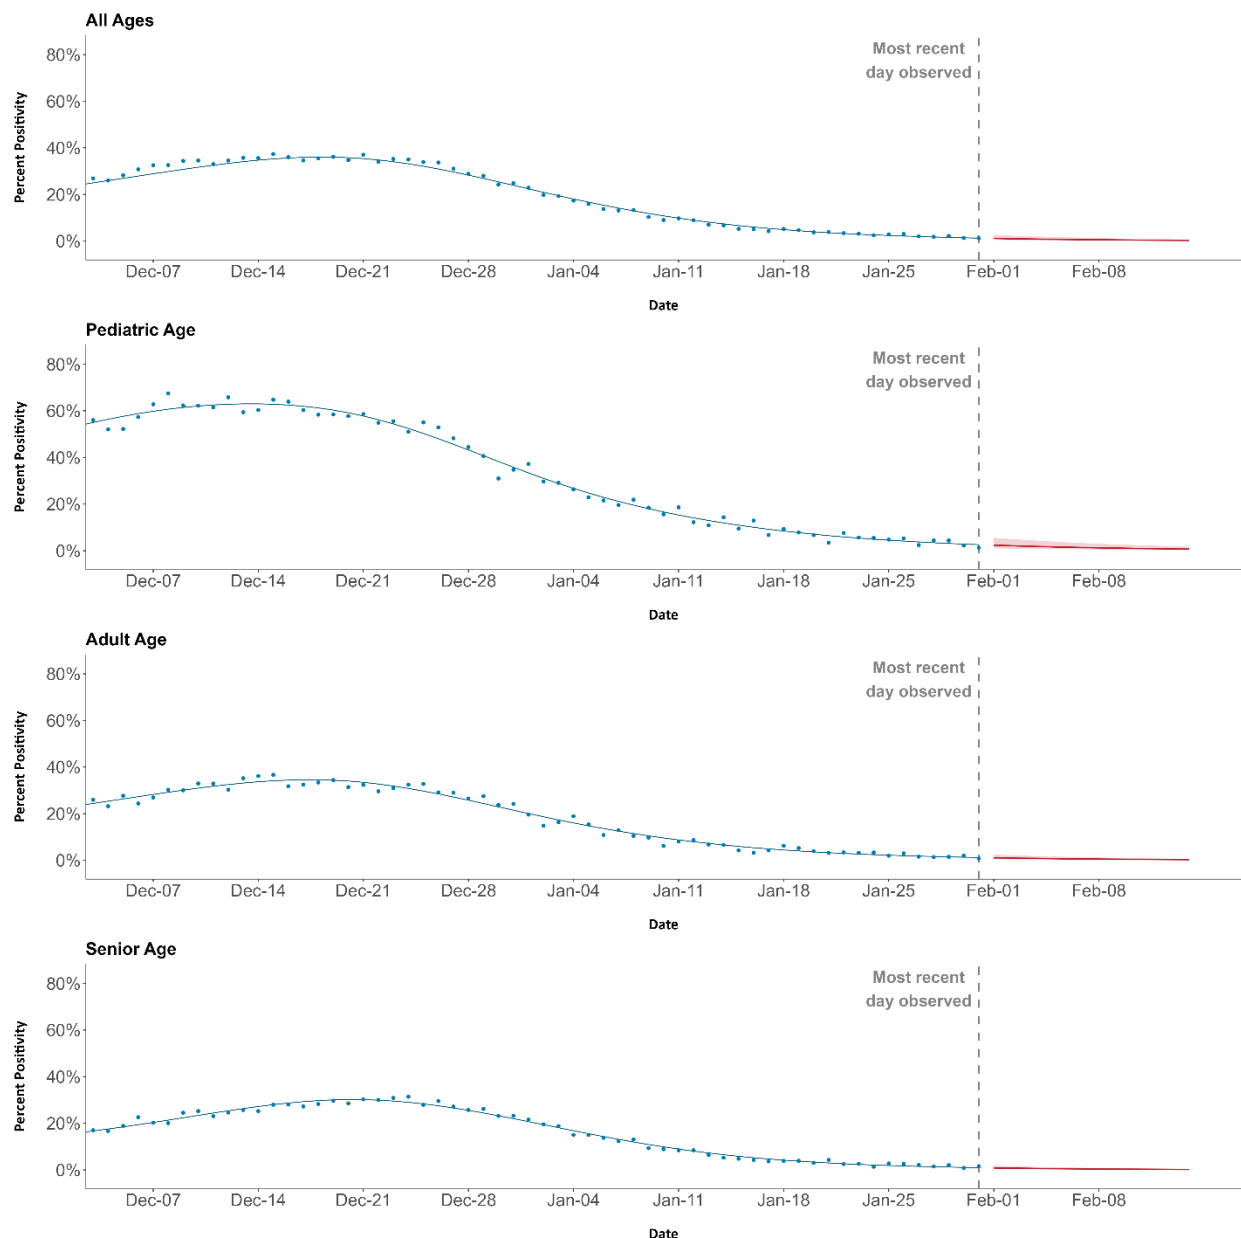 All Ages
Most recent
day observed
80%
60%
40%
20%
0%
Percent Positivity
Dec-07 Dec-14 Dec-21 Dec-28 Jan-04 Jan-11 Jan-18 Jan-25 Feb-01 Feb-08
Date
Pediatric Age
Most recent
day observed
80%
60%
40%
20%
0%
Percent Positivity
Dec-07 Dec-14 Dec-21 Dec-28 Jan-04 Jan-11 Jan-18 Jan-25 Feb-01 Feb-08
Date
Adult Age
Most recent
day observed
80%
60%
40%
20%
0%
Percent Positivity
Dec-07 Dec-14 Dec-21 Dec-28 Jan-04 Jan-11 Jan-18 Jan-25 Feb-01 Feb-08
Date
Senior Age
Most recent
day observed
80%
60%
40%
20%
0%
Percent Positivity
Dec-07 Dec-14 Dec-21 Dec-28 Jan-04 Jan-11 Jan-18 Jan-25 Feb-01 Feb-08
Date